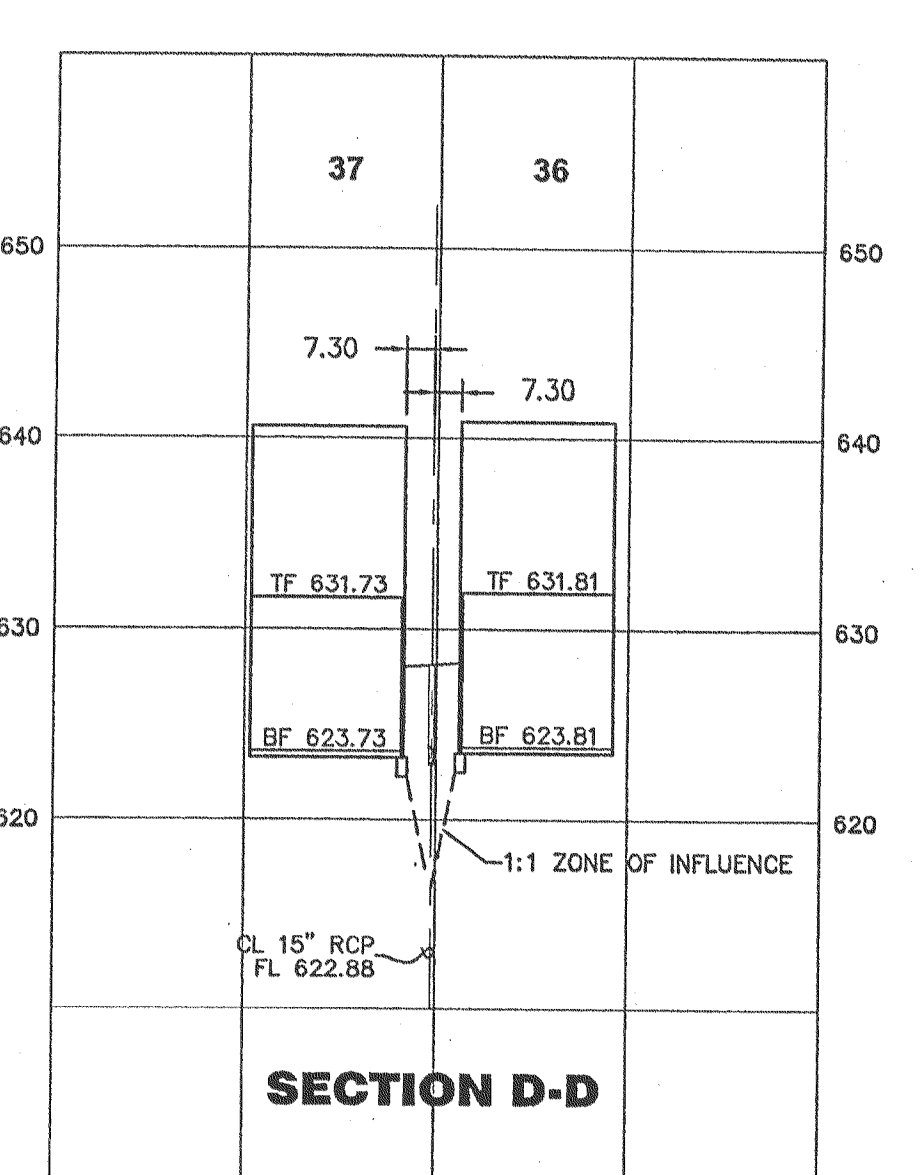 37
36
650
650
7.30
7.30
640
640
TF 631.73
TF 631.81
630
630
BF 623.73
BF 623.81
620
620
1:1 ZONE OF INFLUENCE
CL 15" RCP
FL 622.88
SECTION D-D